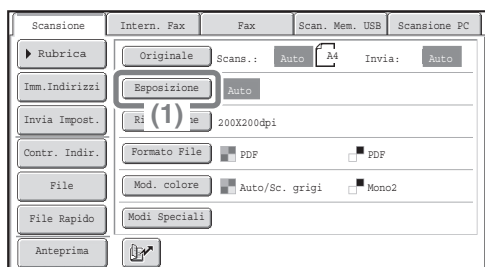 Scansione Intern. Fax Fax Scan. Mem. USB Scansione PC
Rubrica Originale Scans.: Auto A4 Invia: Auto
Imm.Indirizzi Esposizione Auto
Invia Impost. (1) 200X200dpi
Contr. Indir. Formato File PDF PDF
File Mod. colore Auto/Sc. grigi Mono2
File Rapido Modi Speciali
Anteprima